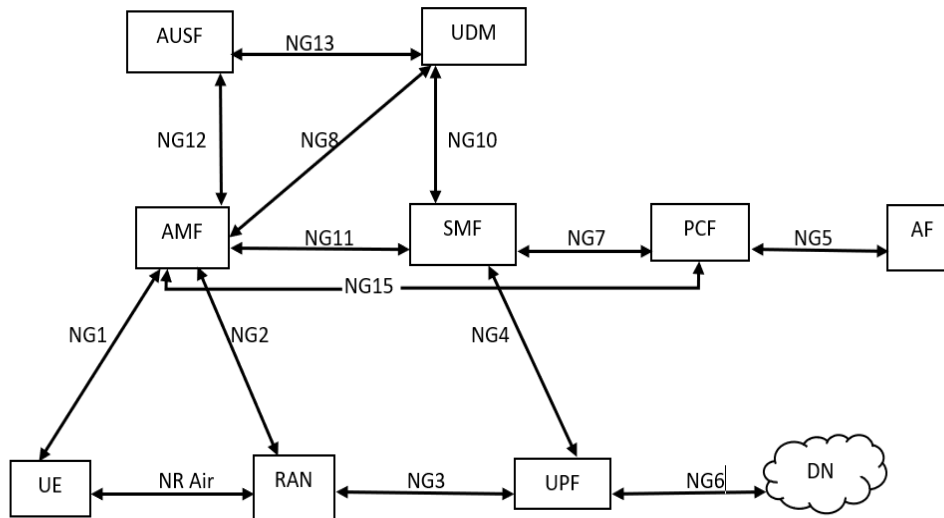 AUSF
NG13
UDM
NG12
NG8
NG10
AMF
NG11
SMF
NG7
PCF
NG5
AF
NG15
NG1
NG2
NG4
UE
NR Air
RAN
NG3
UPF
NG6
DN